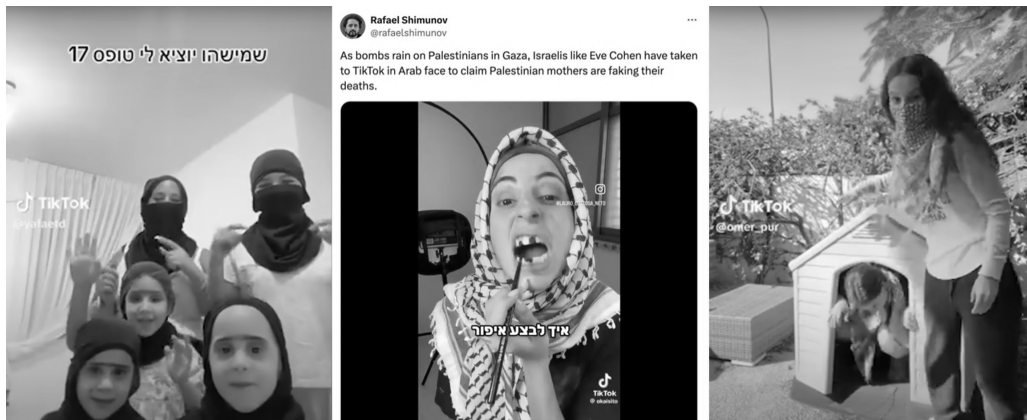 שמישהו יוציא לי טופס 17
TikTok
@yafaetd
Rafael Shimunov
@rafaelshimunov
As bombs rain on Palestinians in Gaza, Israelis like Eve Cohen have taken
to TikTok in Arab face to claim Palestinian mothers are faking their
deaths.
איך לבצע איפור
TikTok
@ okaisita
TikTok
@omer_pur